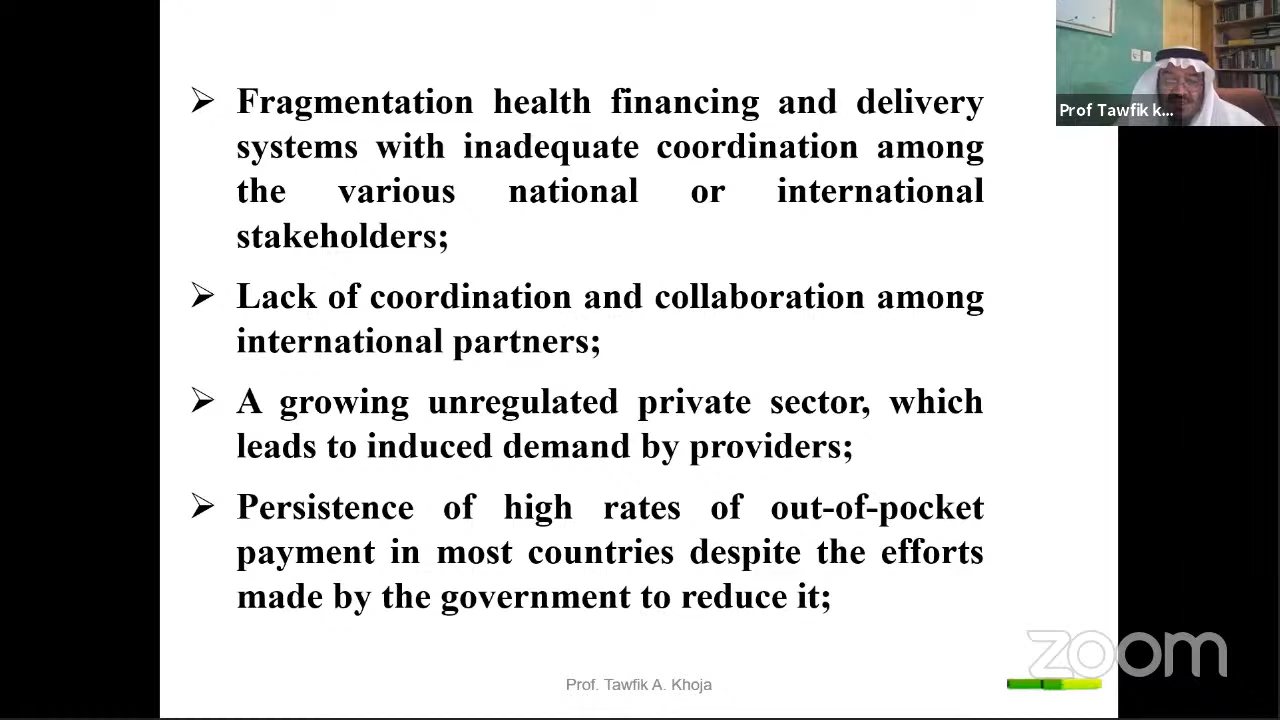 Fragmentation health financing and delivery
systems with inadequate coordination among
the various national or international
stakeholders;
Lack of coordination and collaboration among
international partners;
A growing unregulated private sector, which
leads to induced demand by providers;
Persistence of high rates of out-of-pocket
payment in most countries despite the efforts
made by the government to reduce it;
Prof Tawfik k...
Prof. Tawfik A. Khoja
zoom